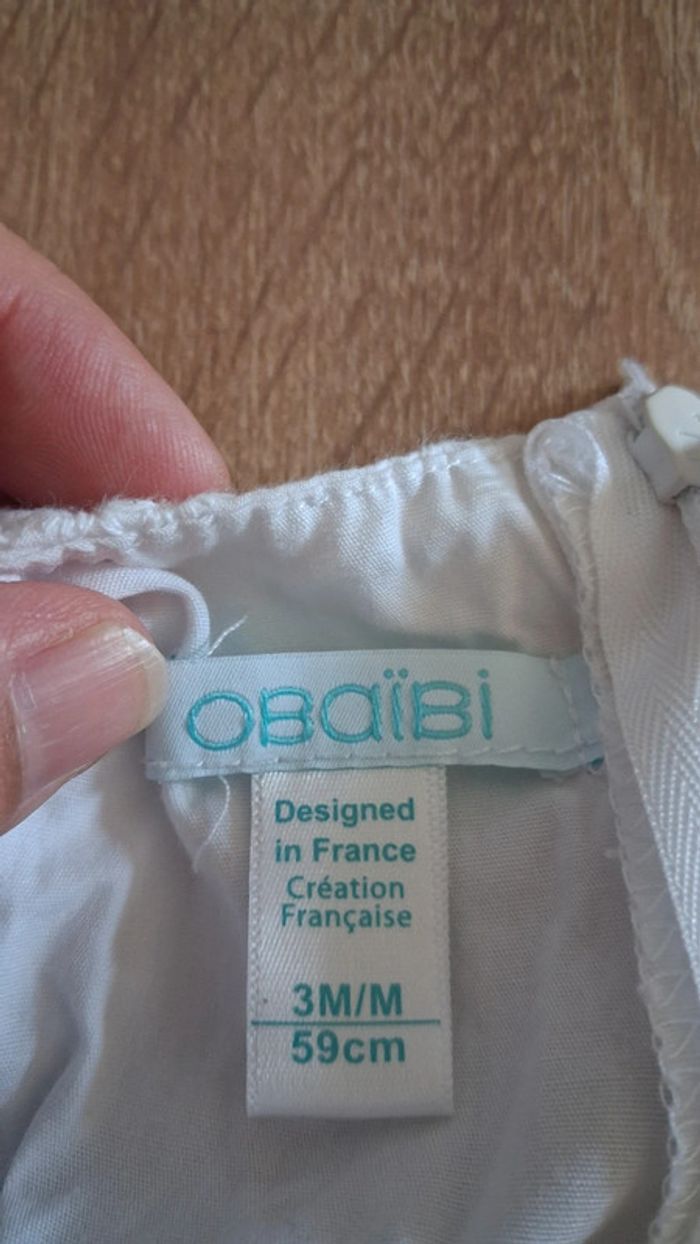 OBAÏBI
Designed
in France
Création
Française
3M/M
59cm